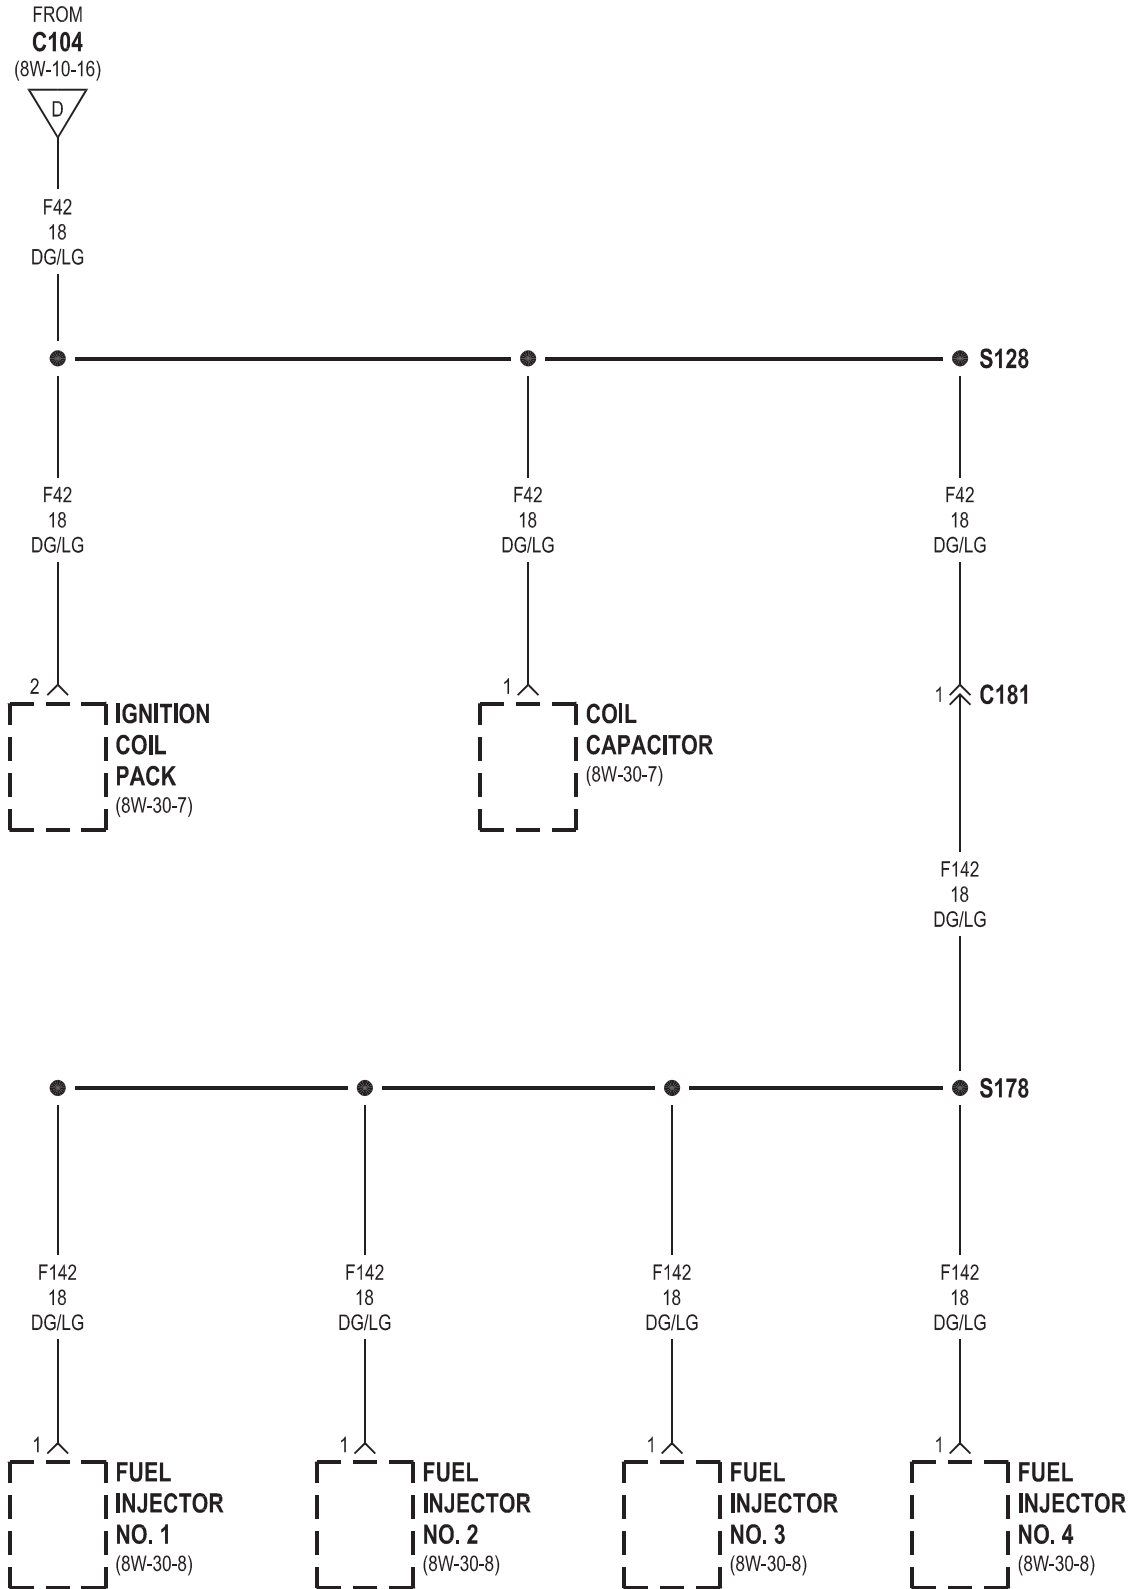 FROM
C104
(8W-10-16)
D
F42
18
DG/LG
S128
F42
18
DG/LG
F42
18
DG/LG
F42
18
DG/LG
2
IGNITION
COIL
PACK
(8W-30-7)
1
COIL
CAPACITOR
(8W-30-7)
1
C181
F142
18
DG/LG
S178
F142
18
DG/LG
F142
18
DG/LG
F142
18
DG/LG
F142
18
DG/LG
1
FUEL
INJECTOR
NO. 1
(8W-30-8)
1
FUEL
INJECTOR
NO. 2
(8W-30-8)
1
FUEL
INJECTOR
NO. 3
(8W-30-8)
1
FUEL
INJECTOR
NO. 4
(8W-30-8)